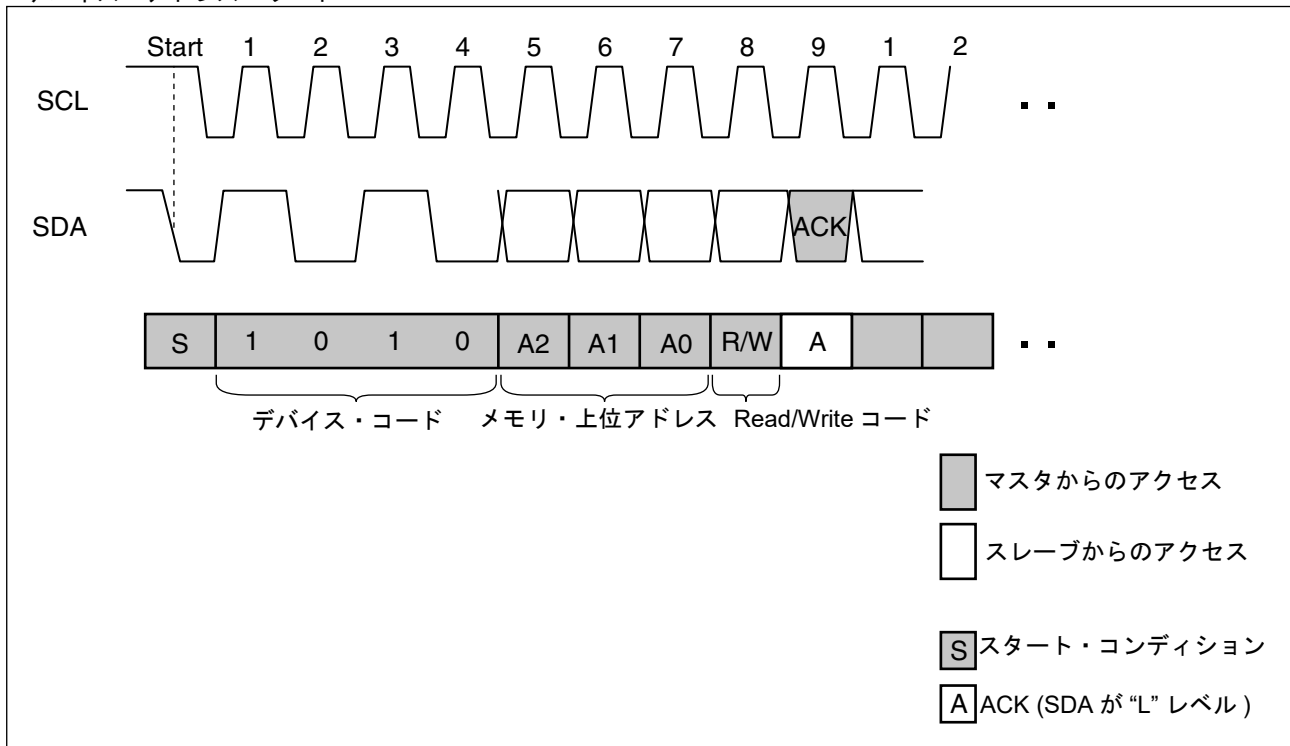 Start 1 2 3 4 5 6 7 8 9 1 2
SCL
SDA
ACK
S 1 0 1 0 A2 A1 A0 R/W A
デバイス・コード メモリ・上位アドレス Read/Write コード
マスタからのアクセス
スレーブからのアクセス
S スタート・コンディション
A ACK (SDA が “L” レベル )